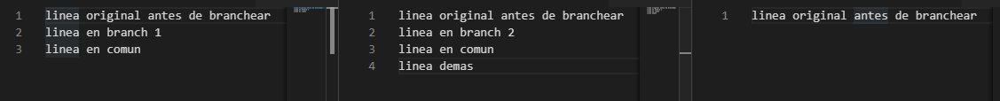 1 linea original antes de branchear
2 linea en branch 1
3 linea en comun
1 linea original antes de branchear
2 linea en branch 2
3 linea en comun
4 linea demas
1 linea original antes de branchear